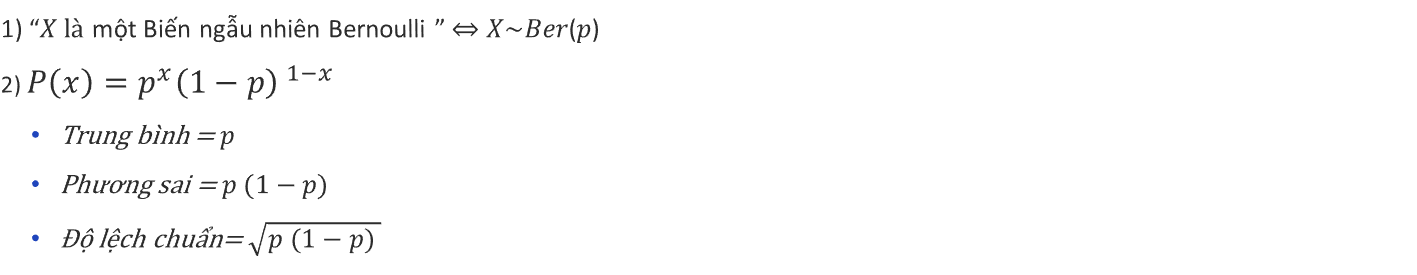 1) “X là một Biến ngẫu nhiên Bernoulli ” ⇔ X~Ber(p)
2) P(x) = pˣ (1 − p) ¹⁻ˣ
• Trung bình = p
• Phương sai = p (1 − p)
• Độ lệch chuẩn= √(p (1 − p))